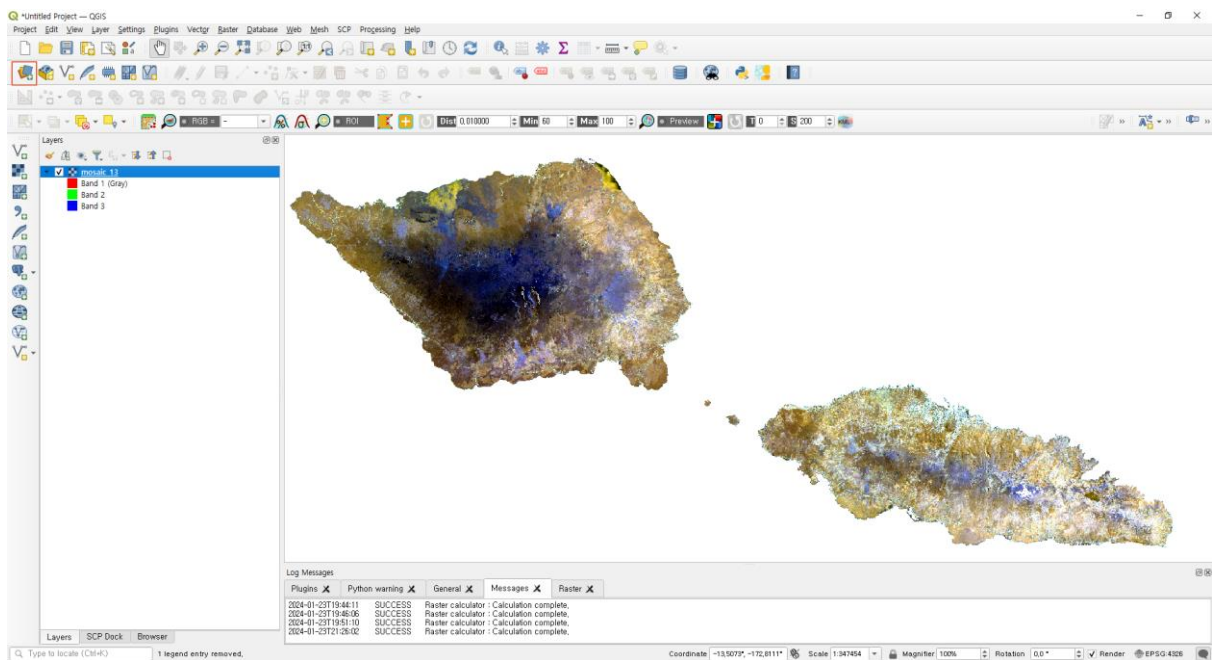 *Untitled Project — QGIS
Project Edit View Layer Settings Plugins Vector Raster Database Web Mesh SCP Processing Help
RGB = - ROI Dist 0.010000 Min 60 Max 100 Preview T 0 S 200
Layers
mosaic_13
Band 1 (Gray)
Band 2
Band 3
Log Messages
Plugins Python warning General Messages Raster
2024-01-23T19:44:11 SUCCESS Raster calculator : Calculation complete,
2024-01-23T19:46:06 SUCCESS Raster calculator : Calculation complete,
2024-01-23T19:51:10 SUCCESS Raster calculator : Calculation complete,
2024-01-23T21:26:02 SUCCESS Raster calculator : Calculation complete,
Layers SCP Dock Browser
Type to locate (Ctrl+K) 1 legend entry removed, Coordinate -13,5073°, -172,8111° Scale 1:347454 Magnifier 100% Rotation 0,0 ° Render EPSG:4326